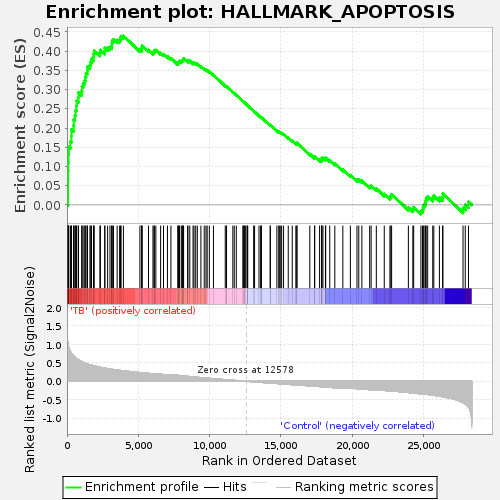 Enrichment plot: HALLMARK_APOPTOSIS
Enrichment score (ES)
0.45
0.40
0.35
0.30
0.25
0.20
0.15
0.10
0.05
0.00
'TB' (positively correlated)
Ranked list metric (Signal2Noise)
2.0
1.5
1.0
0.5
0.0
-0.5
-1.0
Zero cross at 12578
'Control' (negatively correlated)
0
5,000
10,000
15,000
20,000
25,000
Rank in Ordered Dataset
Enrichment profile
Hits
Ranking metric scores